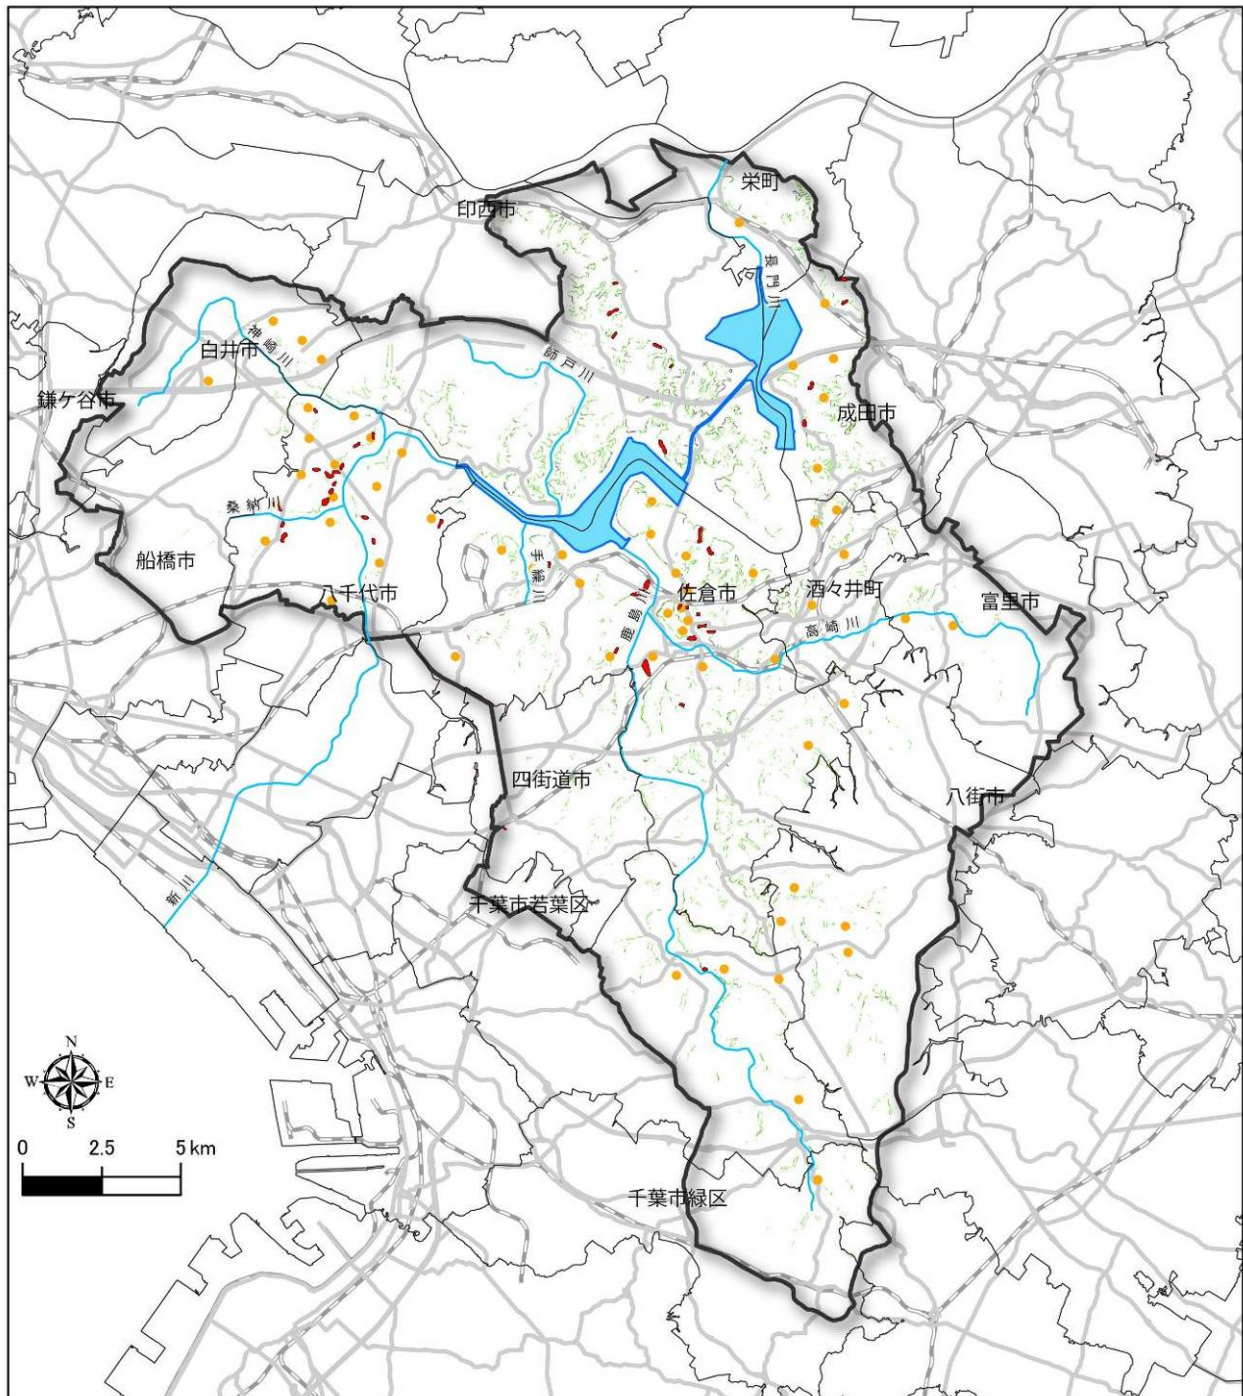 栄町
印西市
長門川
神崎川
白井市
師戸川
鎌ケ谷市
成田市
桑納川
船橋市
手繰川
八千代市
鹿島川
佐倉市
酒々井町
富里市
高崎川
四街道市
八街市
新川
千葉市若葉区
N
W E
S
0 2.5 5 km
千葉市緑区